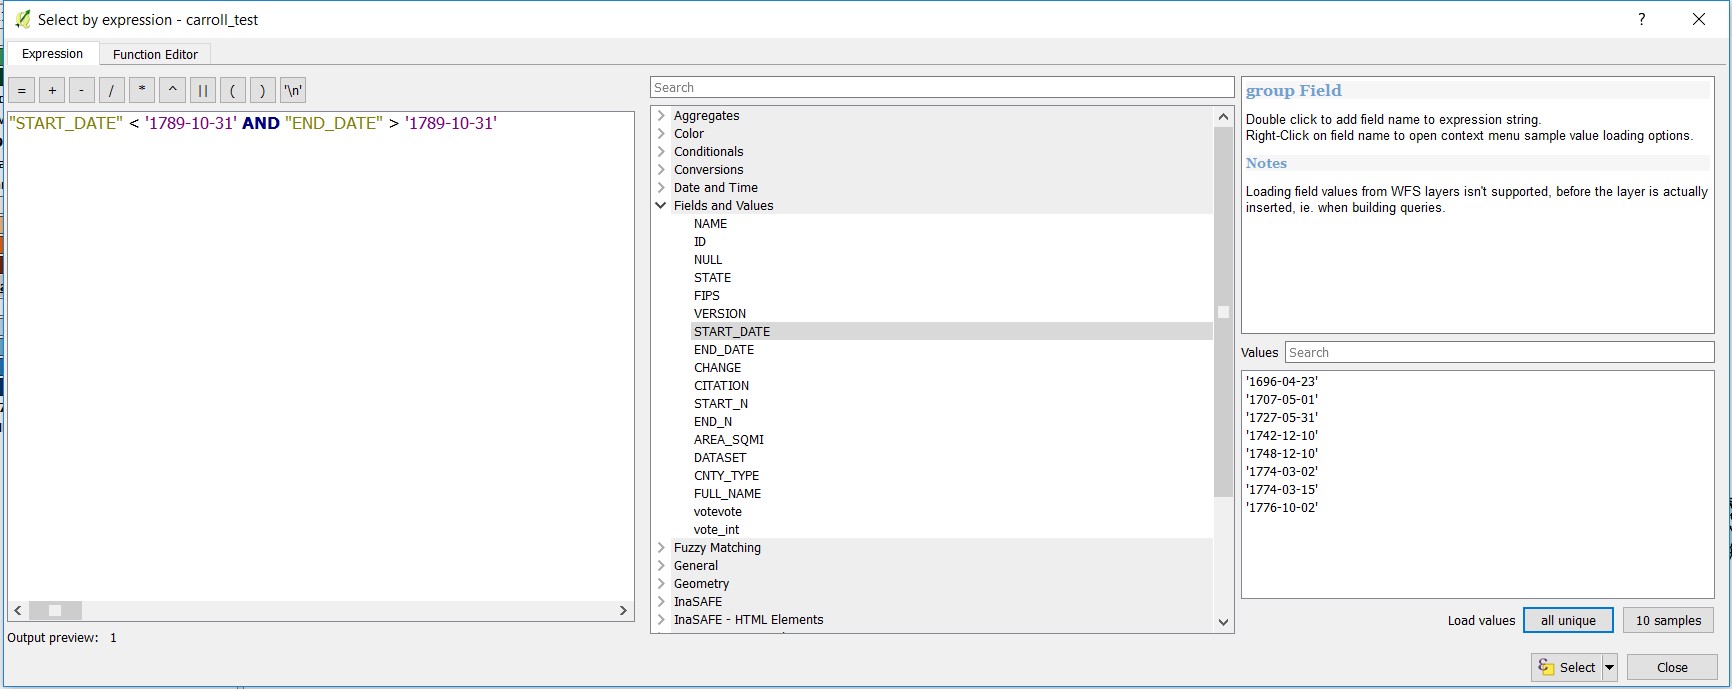 Select by expression - carroll_test
?
Expression
Function Editor
= + - / * ^ || ( ) '\n'
"START_DATE" < '1789-10-31' AND "END_DATE" > '1789-10-31'
Output preview: 1
Search
Aggregates
Color
Conditionals
Conversions
Date and Time
Fields and Values
NAME
ID
NULL
STATE
FIPS
VERSION
START_DATE
END_DATE
CHANGE
CITATION
START_N
END_N
AREA_SQMI
DATASET
CNTY_TYPE
FULL_NAME
votevote
vote_int
Fuzzy Matching
General
Geometry
InaSAFE
InaSAFE - HTML Elements
group Field
Double click to add field name to expression string.
Right-Click on field name to open context menu sample value loading options.
Notes
Loading field values from WFS layers isn't supported, before the layer is actually
inserted, ie. when building queries.
Values Search
'1696-04-23'
'1707-05-01'
'1727-05-31'
'1742-12-10'
'1748-12-10'
'1774-03-02'
'1774-03-15'
'1776-10-02'
Load values all unique 10 samples
Select Close